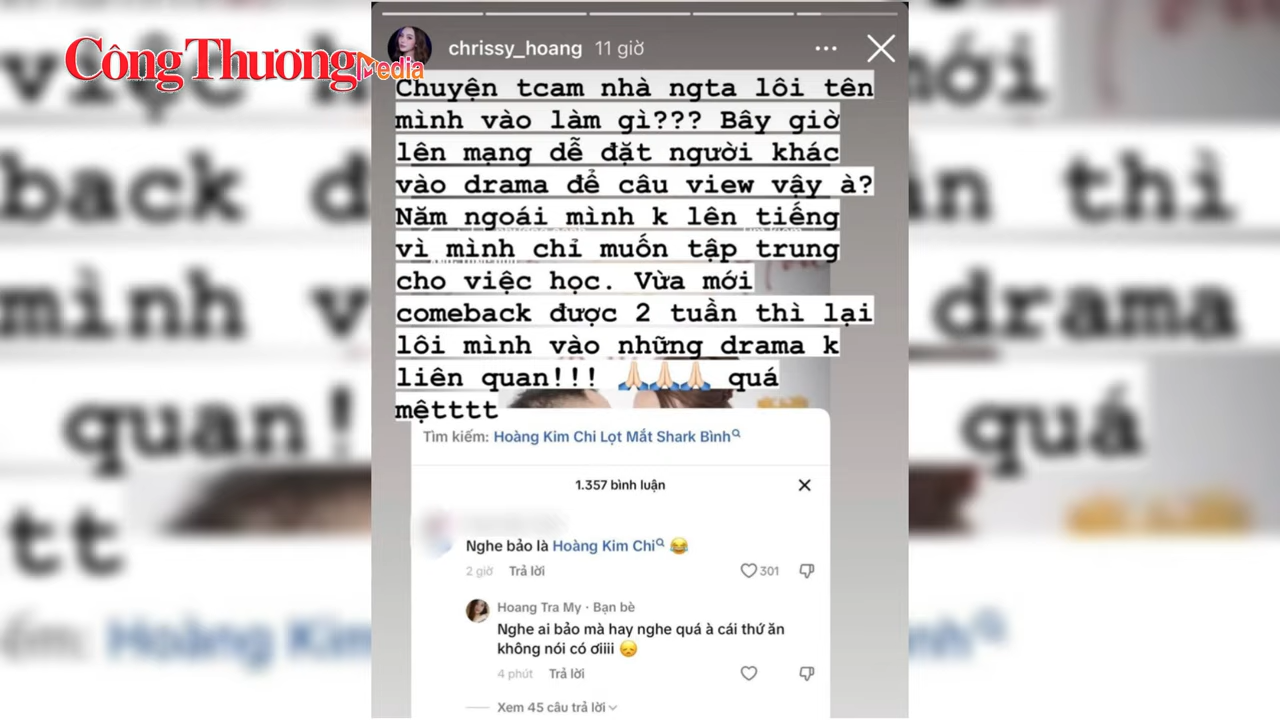 Công Thương Media
chrissy_hoang 11 giờ
Chuyện tcam nhà ngta lôi tên
mình vào làm gì??? Bây giờ
lên mạng dễ đặt người khác
vào drama để câu view vậy à?
Năm ngoái mình k lên tiếng
vì mình chỉ muốn tập trung
cho việc học. Vừa mới
comeback được 2 tuần thì lại
lôi mình vào những drama k
liên quan!!! 🙏🏻🙏🏻🙏🏻 quá
mệtttt
Tìm kiếm: Hoàng Kim Chi Lọt Mắt Shark Bình
1.357 bình luận
Nghe bảo là Hoàng Kim Chi 😂
2 giờ Trả lời 301
Hoang Tra My · Bạn bè
Nghe ai bảo mà hay nghe quá à cái thứ ăn
không nói có ơiiii 😞
4 phút Trả lời
Xem 45 câu trả lời